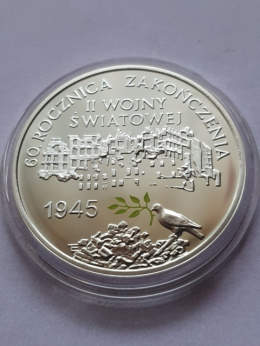 60. ROCZNICA ZAKOŃCZENIA
II WOJNY
ŚWIATOWEJ
1945